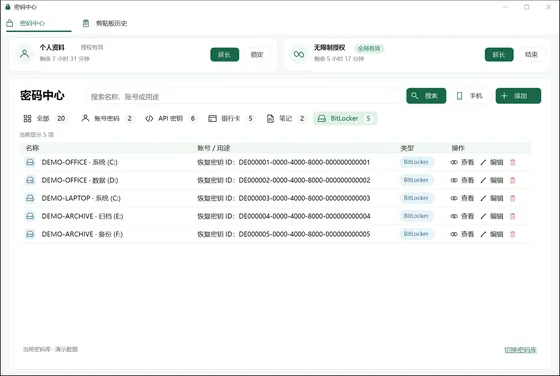 密码中心
密码中心 剪贴板历史
个人资料 授权有效
剩余 7 小时 31 分钟
延长 锁定
无限制授权 全局有效
剩余 5 小时 17 分钟
延长 结束
密码中心 搜索名称、账号或用途 搜索 手机 + 添加
全部 20 账号密码 2 API 密钥 6 银行卡 5 笔记 2 BitLocker 5
当前显示 5 项
名称 账号 / 用途 类型 操作
DEMO-OFFICE · 系统 (C:) 恢复密钥 ID: DE000001-0000-4000-8000-000000000001 BitLocker 查看 编辑
DEMO-OFFICE · 数据 (D:) 恢复密钥 ID: DE000002-0000-4000-8000-000000000002 BitLocker 查看 编辑
DEMO-LAPTOP · 系统 (C:) 恢复密钥 ID: DE000003-0000-4000-8000-000000000003 BitLocker 查看 编辑
DEMO-ARCHIVE · 归档 (E:) 恢复密钥 ID: DE000004-0000-4000-8000-000000000004 BitLocker 查看 编辑
DEMO-ARCHIVE · 备份 (F:) 恢复密钥 ID: DE000005-0000-4000-8000-000000000005 BitLocker 查看 编辑
当前密码库 · 演示数据 切换密码库